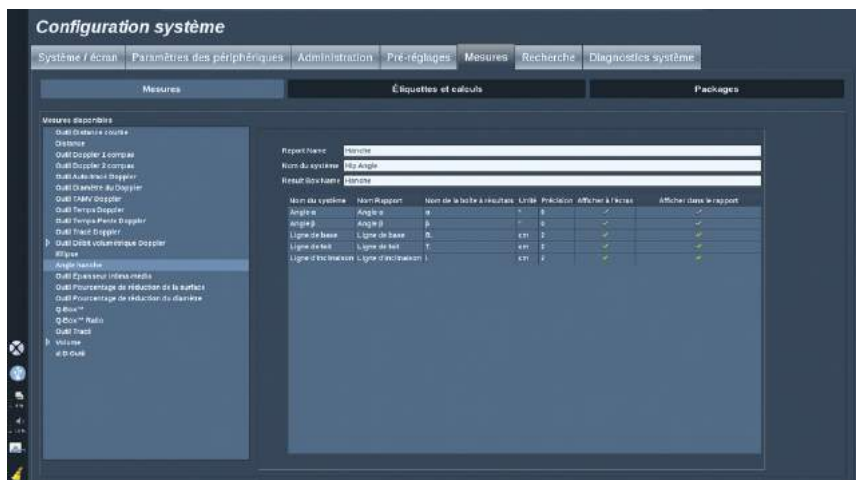 Configuration système
Système / écran Paramètres des périphériques Administration Pré-réglages Mesures Recherche Diagnostics système
Mesures Étiquettes et calculs Packages
Mesures disponibles
Outil Distance courbe
Distance
Outil Doppler 1 compas
Outil Doppler 2 compas
Outil Auto-tracé Doppler
Outil Diamètre du Doppler
Outil TAMV Doppler
Outil Temps Doppler
Outil Temps-Pente Doppler
Outil Tracé Doppler
Outil Débit volumétrique Doppler
Ellipse
Angle hanche
Outil Épaisseur intima-média
Outil Pourcentage de réduction de la surface
Outil Pourcentage de réduction du diamètre
Q-Box™
Q-Box™ Ratio
Outil Tracé
Volume
Report Name Hanche
Nom du système Hip Angle
Result Box Name Hanche
Nom du système Nom Rapport Nom de la boîte à résultats Unité Précision Afficher à l'écran Afficher dans le rapport
Angle α Angle α α ° 0
Angle β Angle β β ° 0
Ligne de base Ligne de base B. cm 2
Ligne de toit Ligne de toit T. cm 2
Ligne d'inclinaison Ligne d'inclinaison I. cm 2